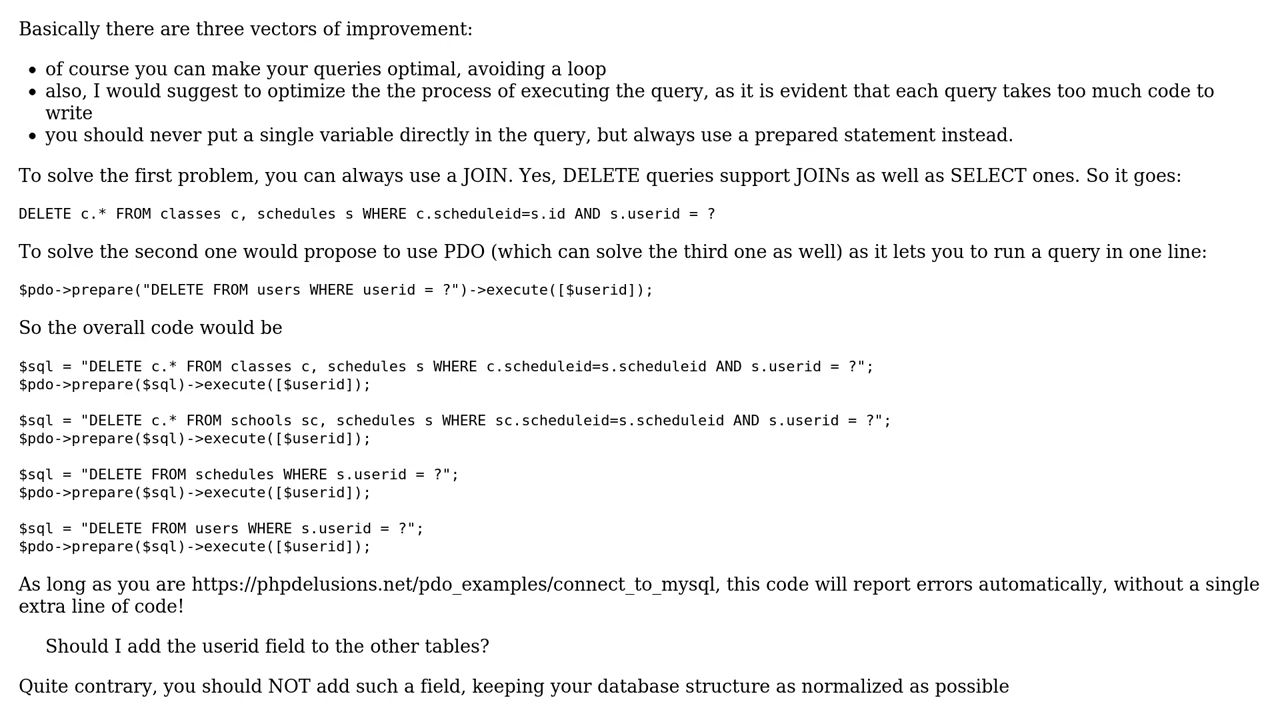 Basically there are three vectors of improvement:
• of course you can make your queries optimal, avoiding a loop
• also, I would suggest to optimize the the process of executing the query, as it is evident that each query takes too much code to
write
• you should never put a single variable directly in the query, but always use a prepared statement instead.
To solve the first problem, you can always use a JOIN. Yes, DELETE queries support JOINs as well as SELECT ones. So it goes:
DELETE c.* FROM classes c, schedules s WHERE c.scheduleid=s.id AND s.userid = ?
To solve the second one would propose to use PDO (which can solve the third one as well) as it lets you to run a query in one line:
$pdo->prepare("DELETE FROM users WHERE userid = ?")->execute([$userid]);
So the overall code would be
$sql = "DELETE c.* FROM classes c, schedules s WHERE c.scheduleid=s.scheduleid AND s.userid = ?";
$pdo->prepare($sql)->execute([$userid]);
$sql = "DELETE c.* FROM schools sc, schedules s WHERE sc.scheduleid=s.scheduleid AND s.userid = ?";
$pdo->prepare($sql)->execute([$userid]);
$sql = "DELETE FROM schedules WHERE s.userid = ?";
$pdo->prepare($sql)->execute([$userid]);
$sql = "DELETE FROM users WHERE s.userid = ?";
$pdo->prepare($sql)->execute([$userid]);
As long as you are https://phpdelusions.net/pdo_examples/connect_to_mysql, this code will report errors automatically, without a single
extra line of code!
Should I add the userid field to the other tables?
Quite contrary, you should NOT add such a field, keeping your database structure as normalized as possible